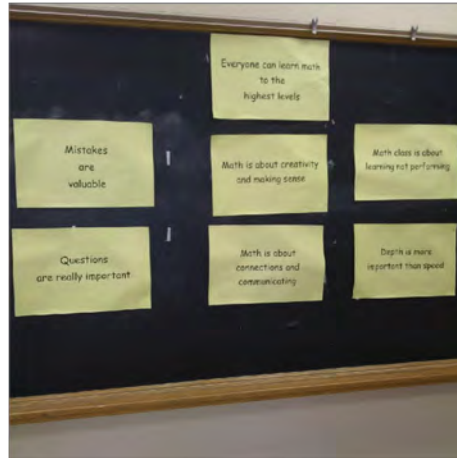 Everyone can learn math
to the
highest levels
Mistakes
are
valuable
Math is about creativity
and making sense
Math class is about
learning not performing
Questions
are really important
Math is about
connections and
communicating
Depth is more
important than speed